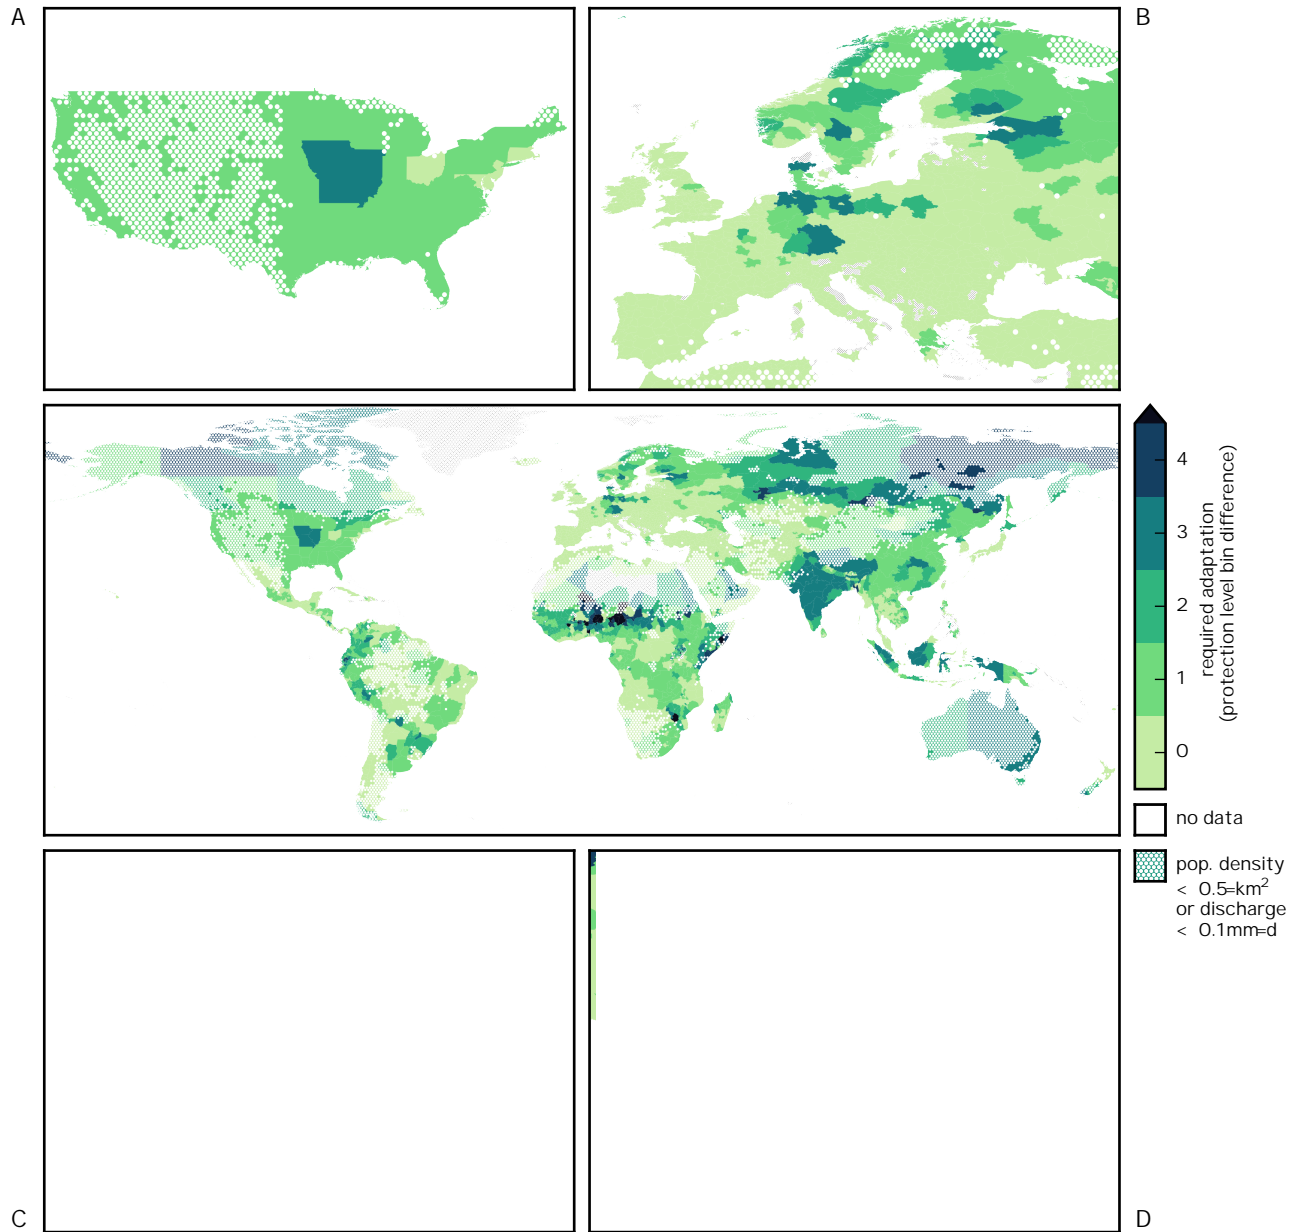 A
B
4
3
2
1
0
required adaptation
(protection level bin difference)
no data
pop. density
< 0.5=km²
or discharge
< 0.1mm=d
C
D